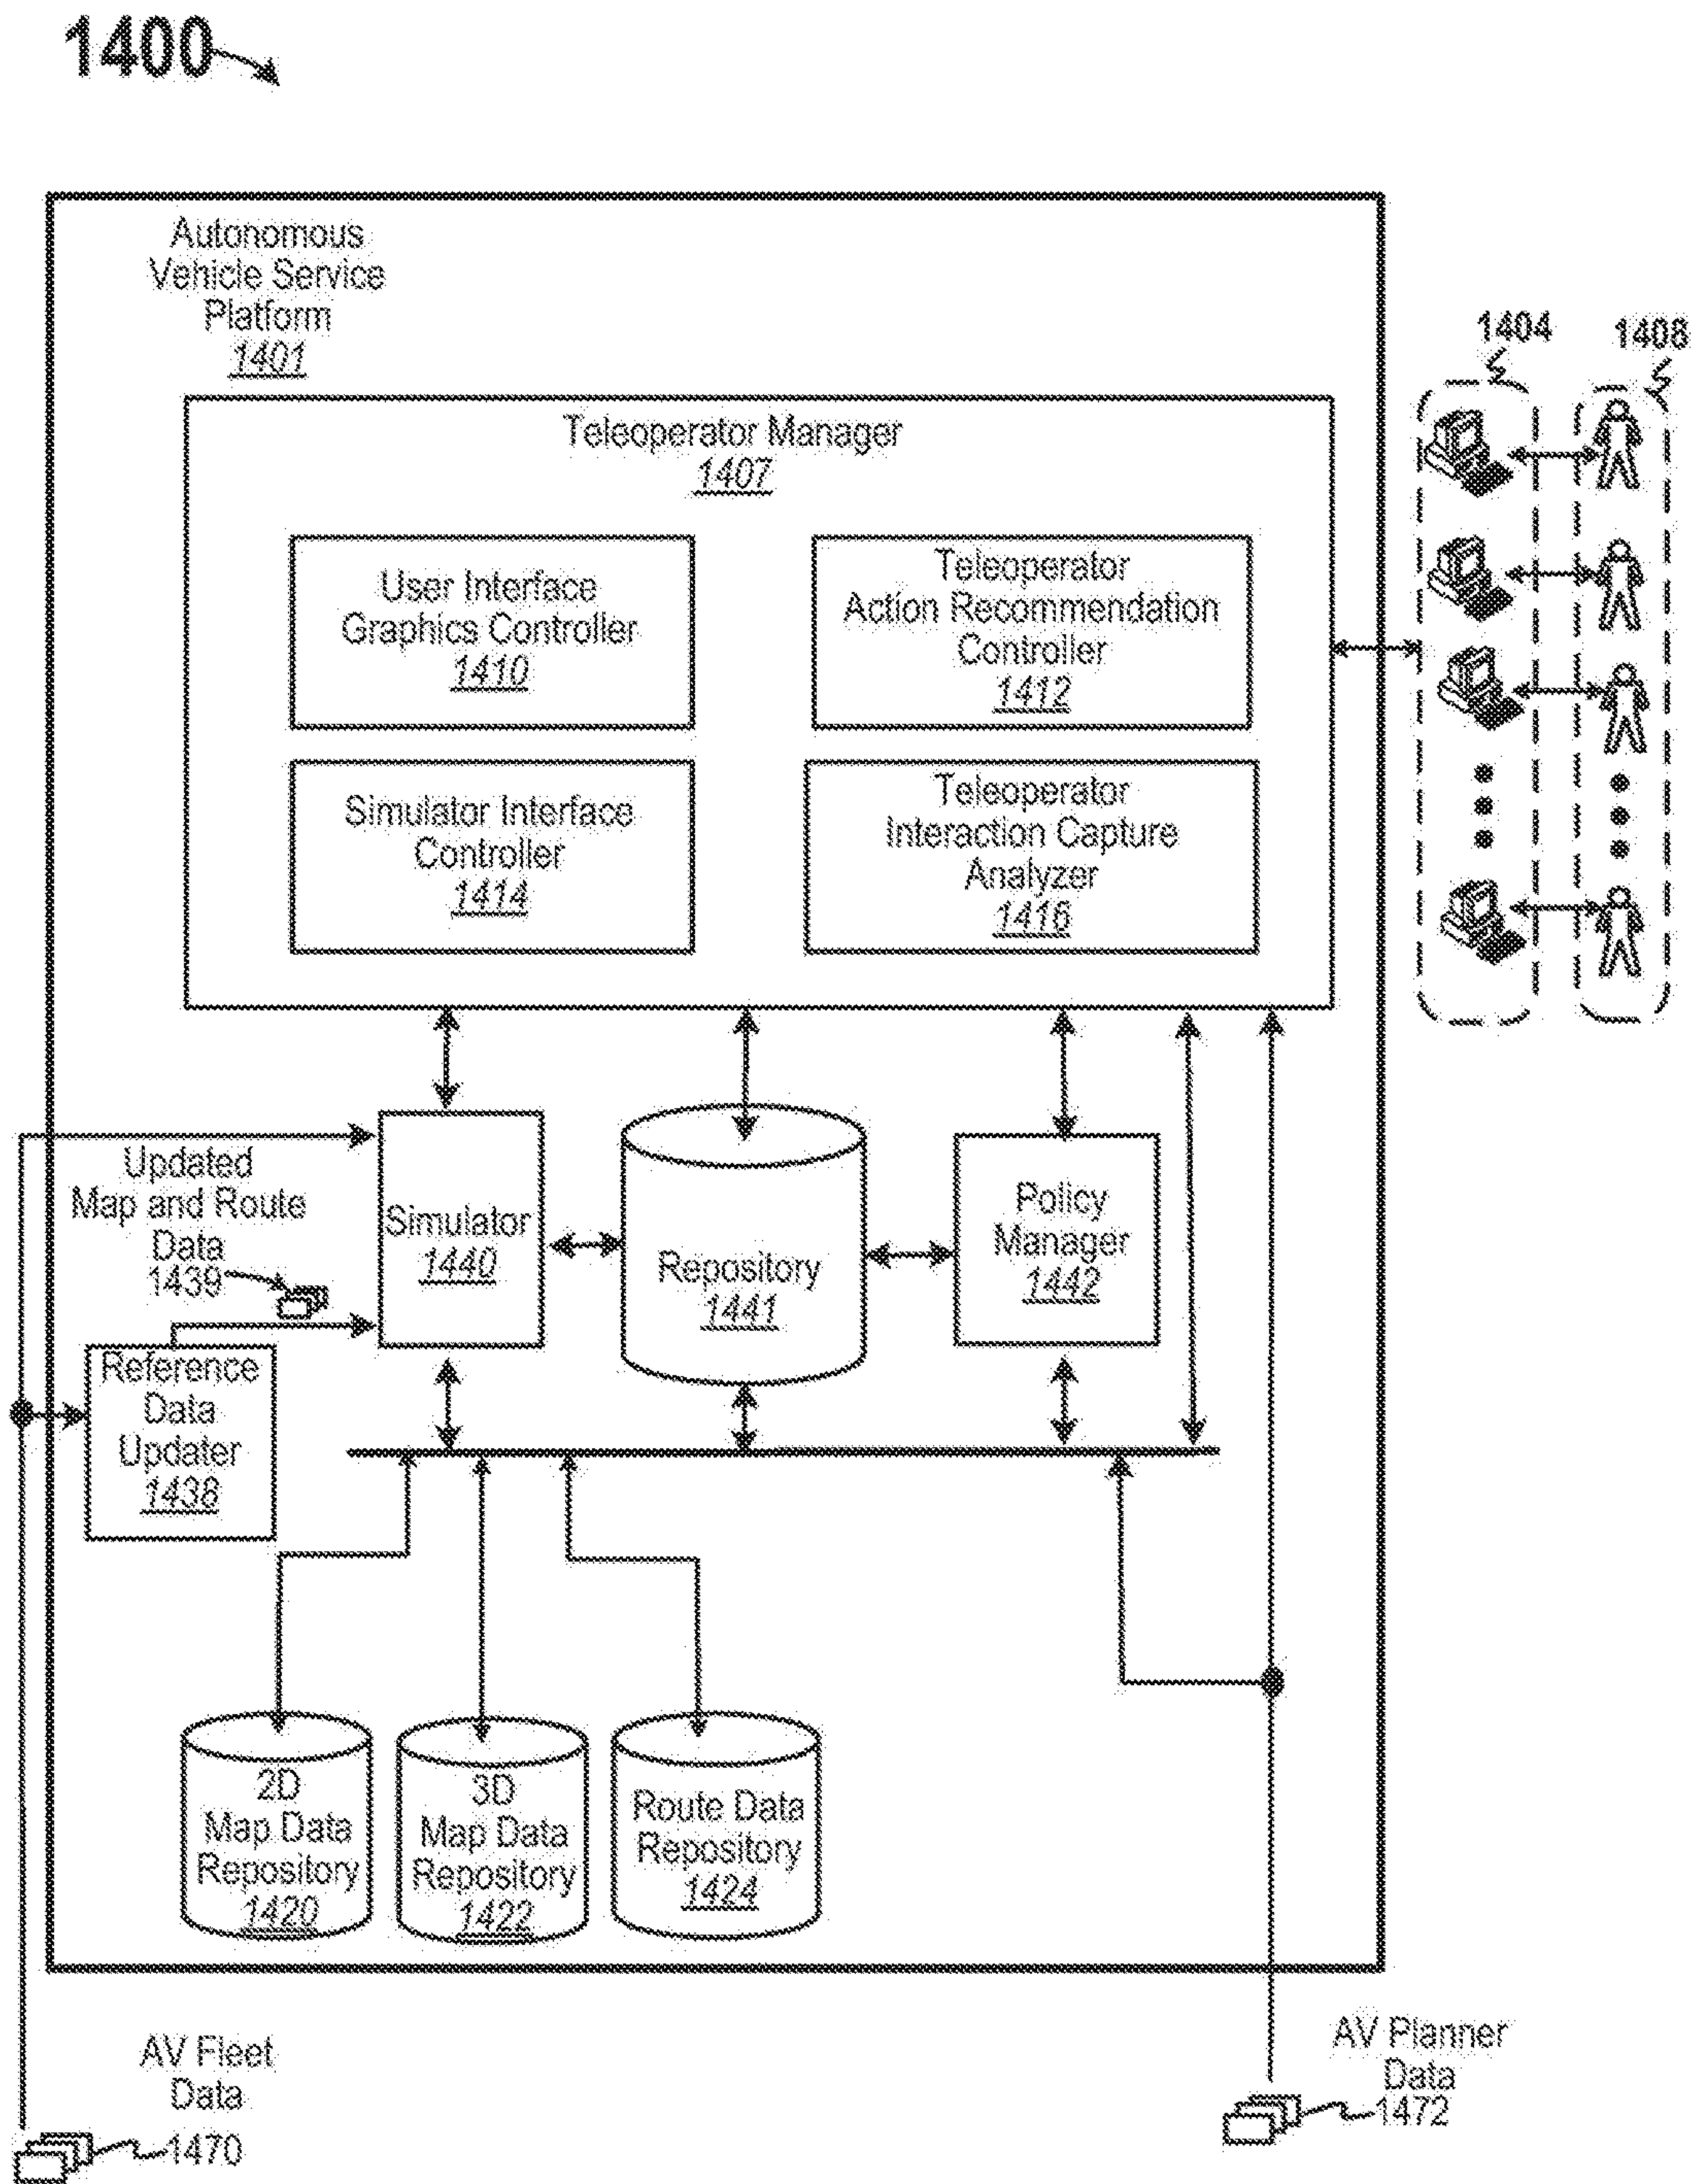 1400
Autonomous
Vehicle Service
Platform
1401
1404
1408
Teleoperator Manager
1407
User Interface
Graphics Controller
1410
Teleoperator
Action Recommendation
Controller
1412
Simulator Interface
Controller
1414
Teleoperator
Interaction Capture
Analyzer
1416
Updated
Map and Route
Data
1439
Simulator
1440
Repository
1441
Policy
Manager
1442
Reference
Data
Updater
1438
2D
Map Data
Repository
1420
3D
Map Data
Repository
1422
Route Data
Repository
1424
AV Fleet
Data
1470
AV Planner
Data
1472